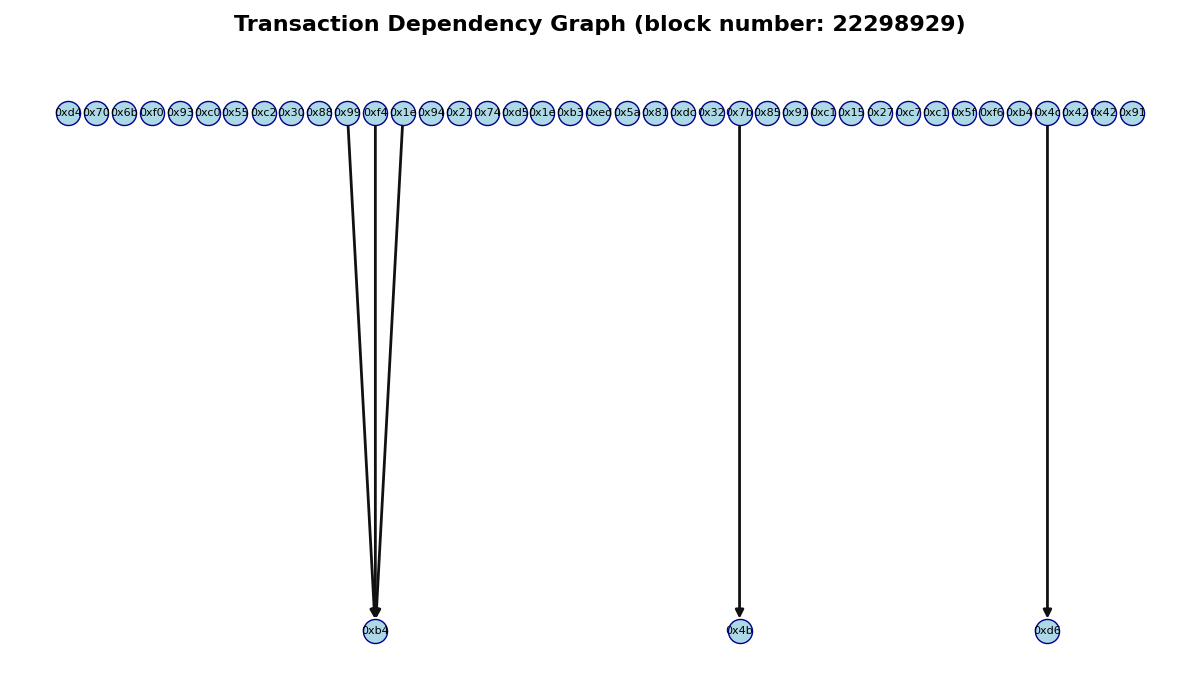 Transaction Dependency Graph (block number: 22298929)
0xd4 0x70 0x6b 0xf0 0x93 0xc0 0x55 0xc2 0x30 0x88 0x99 0xf4 0x1e 0x94 0x21 0x74 0xd5 0x1e 0xb3 0xed 0x5a 0x81 0xdc 0x32 0x7b 0x85 0x91 0xc1 0x15 0x27 0xc7 0xc1 0x5f 0xf6 0xb4 0x4c 0x42 0x42 0x91
0xb4 0x4b 0xd6